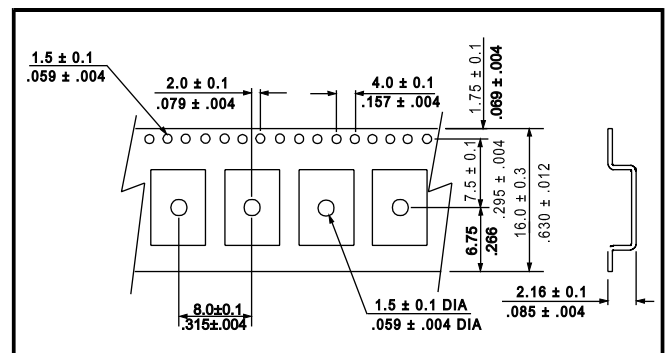 1.5 ± 0.1
.059 ± .004
2.0 ± 0.1
.079 ± .004
4.0 ± 0.1
.157 ± .004
1.75 ± 0.1
.069 ± .004
7.5 ± 0.1
.295 ± .004
16.0 ± 0.3
.630 ± .012
6.75
.266
8.0±0.1
.315±.004
1.5 ± 0.1 DIA
.059 ± .004 DIA
2.16 ± 0.1
.085 ± .004